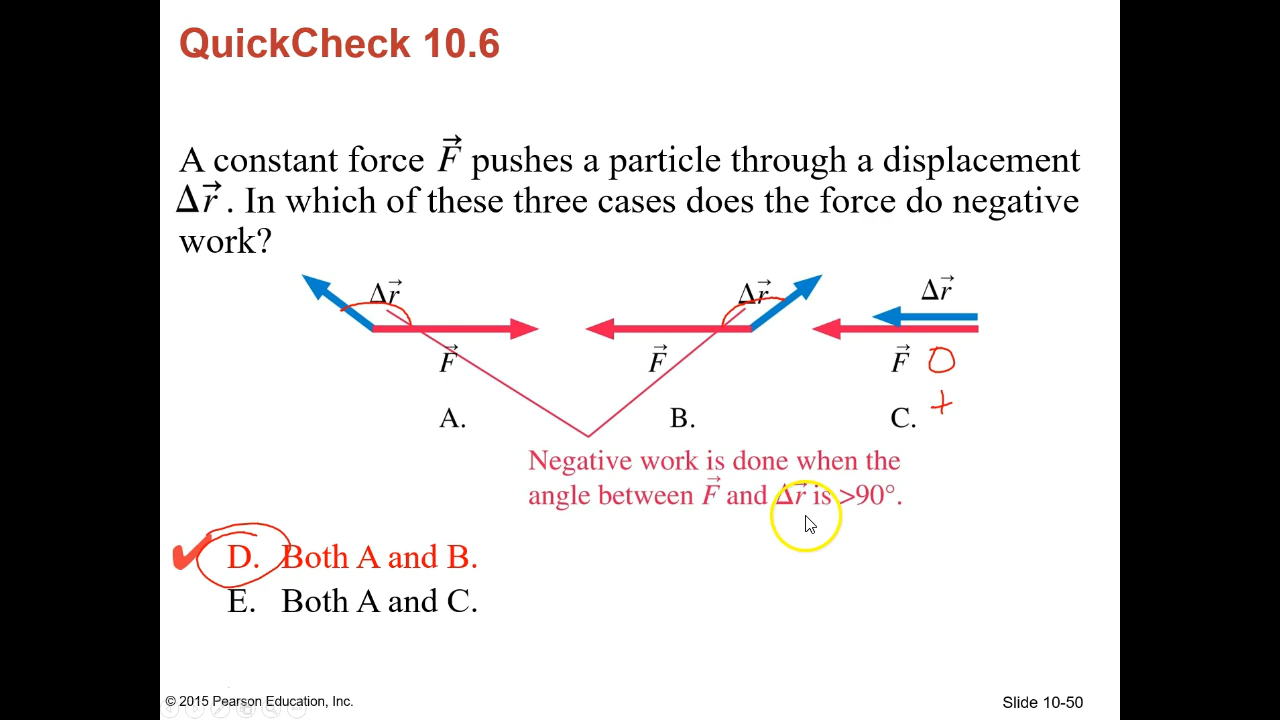 QuickCheck 10.6
A constant force F⃗ pushes a particle through a displacement
Δr⃗ . In which of these three cases does the force do negative
work?
Δr⃗ Δr⃗ Δr⃗
F⃗ F⃗ F⃗ 0
A. B. C. +
Negative work is done when the
angle between F⃗ and Δr⃗ is >90°.
✔ D. Both A and B.
E. Both A and C.
© 2015 Pearson Education, Inc. Slide 10-50